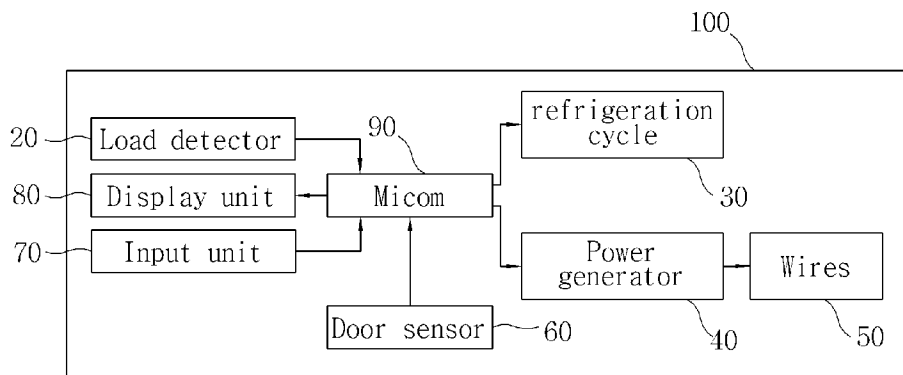 100
20
Load detector
90
refrigeration
cycle
80
Display unit
Micom
30
70
Input unit
Power
generator
Wires
Door sensor
60
40
50